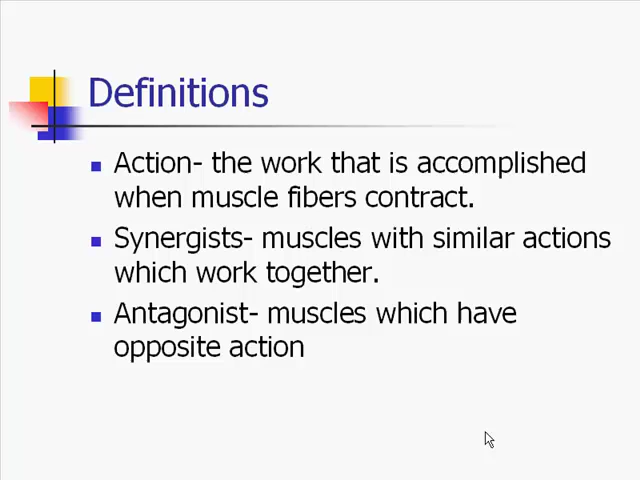 Definitions
Action- the work that is accomplished
when muscle fibers contract.
Synergists- muscles with similar actions
which work together.
Antagonist- muscles which have
opposite action